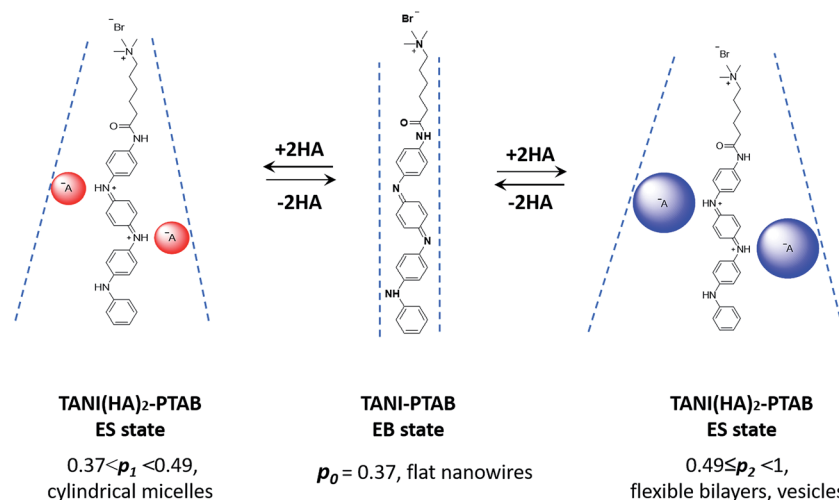 ⁻Br
N
+
O
NH
HN
+
⁻A
+
NH
⁻A
HN
+2HA
-2HA
Br⁻
N
+
O
NH
N
N
NH
+2HA
-2HA
⁻Br
N
+
O
NH
HN
+
⁻A
+
NH
⁻A
HN
TANI(HA)₂-PTAB
ES state
0.37<p₁ <0.49,
cylindrical micelles
TANI-PTAB
EB state
p₀ = 0.37, flat nanowires
TANI(HA)₂-PTAB
ES state
0.49≤p₂ <1,
flexible bilayers, vesicles